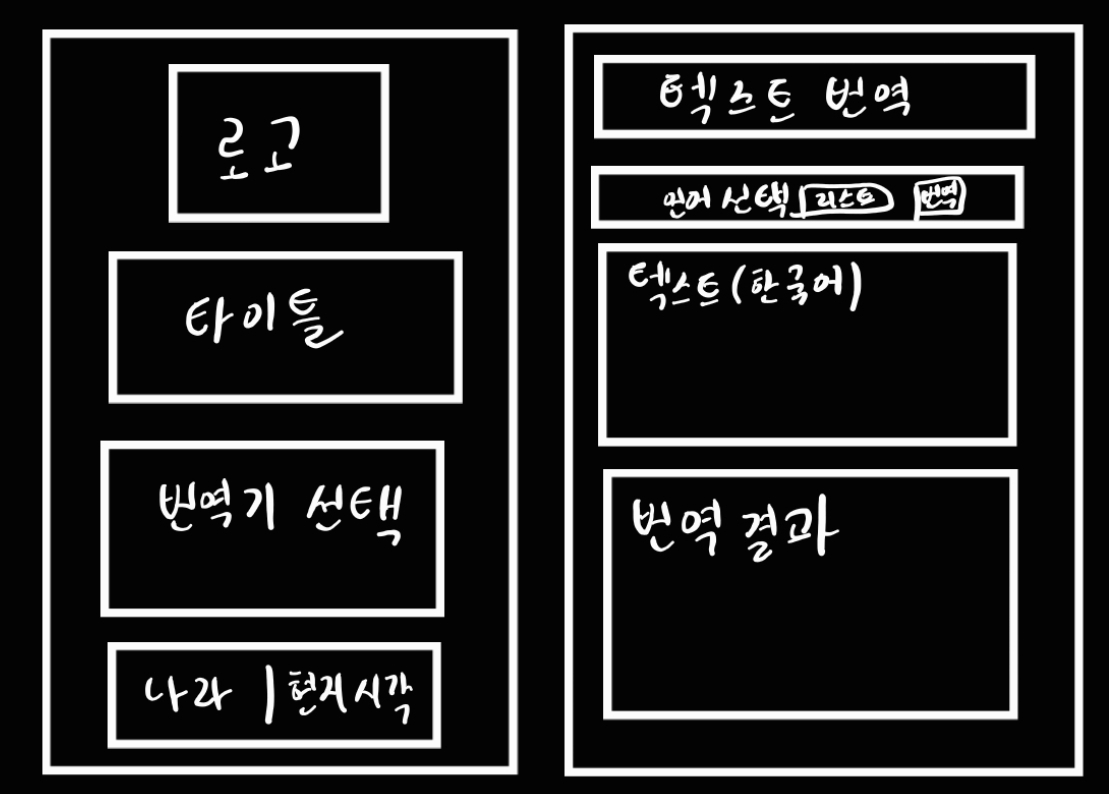 로고
타이틀
번역기 선택
나라 | 현지시각
텍스트 번역
언어 선택 리스트 번역
텍스트(한국어)
번역 결과